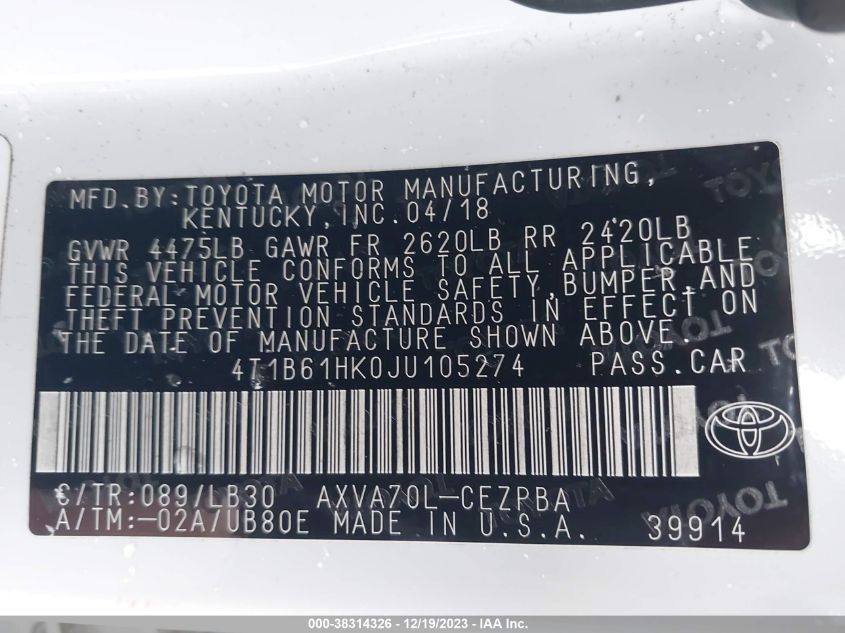 MFD.BY:TOYOTA MOTOR MANUFACTURING,
KENTUCKY,INC.04/18
GVWR 4475LB GAWR FR 2620LB RR 2420LB
THIS VEHICLE CONFORMS TO ALL APPLICABLE
FEDERAL MOTOR VEHICLE SAFETY,BUMPER,AND
THEFT PREVENTION STANDARDS IN EFFECT ON
THE DATE OF MANUFACTURE SHOWN ABOVE.
4T1B61HK0JU105274 PASS.CAR
C/TR:089/LB30 AXVA70L-CEZPBA
A/TM:-02A/UB80E MADE IN U.S.A. 39914
000-38314326 - 12/19/2023 - IAA Inc.